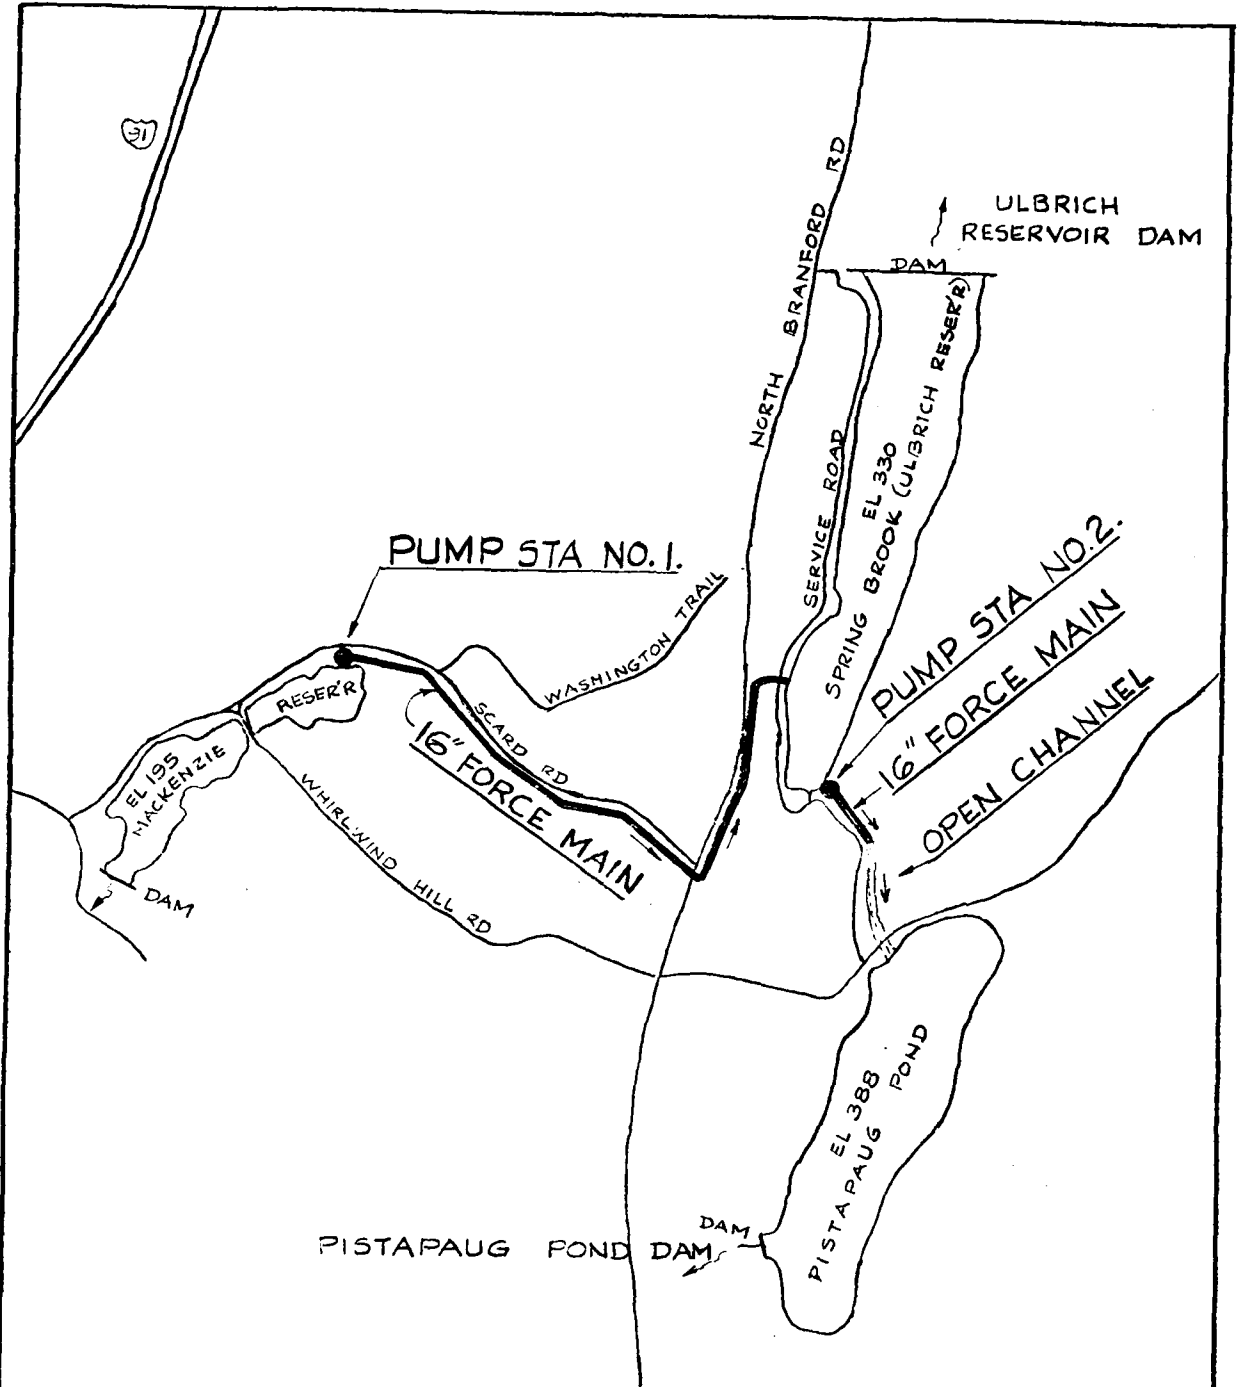 91
ULBRICH
RESERVOIR DAM
DAM
NORTH BRANFORD RD
SERVICE ROAD
EL 330
SPRING BROOK (ULBRICH RESER'R)
PUMP STA NO. 1.
WASHINGTON TRAIL
PUMP STA NO. 2.
16" FORCE MAIN
OPEN CHANNEL
RESER'R
SCARD RD
16" FORCE MAIN
EL 195
MACKENZIE
WHIRLWIND HILL RD
DAM
EL 388
PISTAPAUG POND
DAM
PISTAPAUG POND DAM